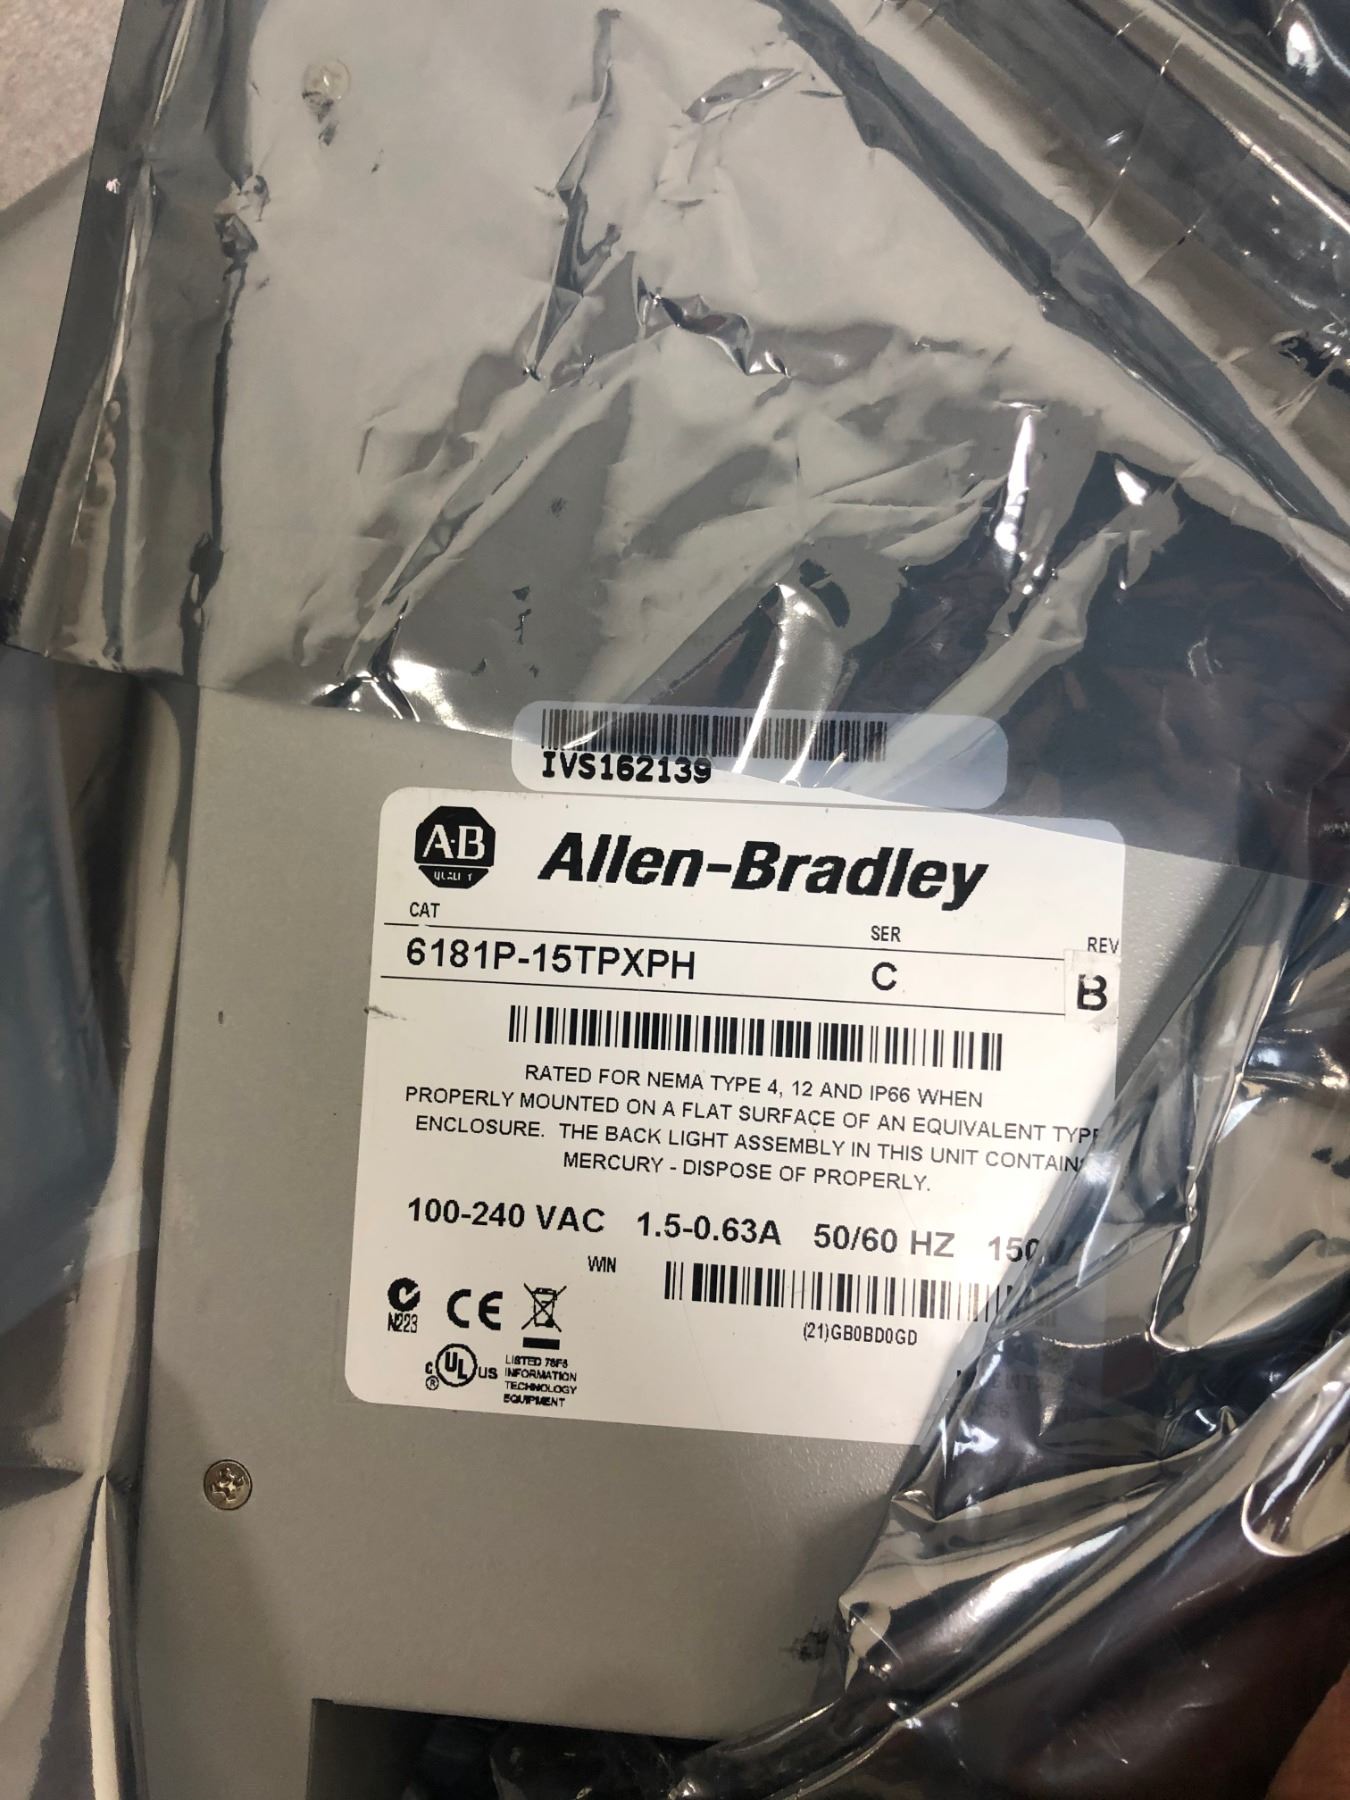 IVS162139
A·B
QUALITY
Allen-Bradley
CAT
SER
REV
6181P-15TPXPH
C
B
RATED FOR NEMA TYPE 4, 12 AND IP66 WHEN
PROPERLY MOUNTED ON A FLAT SURFACE OF AN EQUIVALENT TYPE
ENCLOSURE. THE BACK LIGHT ASSEMBLY IN THIS UNIT CONTAINS
MERCURY - DISPOSE OF PROPERLY.
100-240 VAC 1.5-0.63A 50/60 HZ
WIN
N223
CE
(21)GB0BD0GD
C UL US
®
LISTED
INFORMATION
TECHNOLOGY
EQUIPMENT